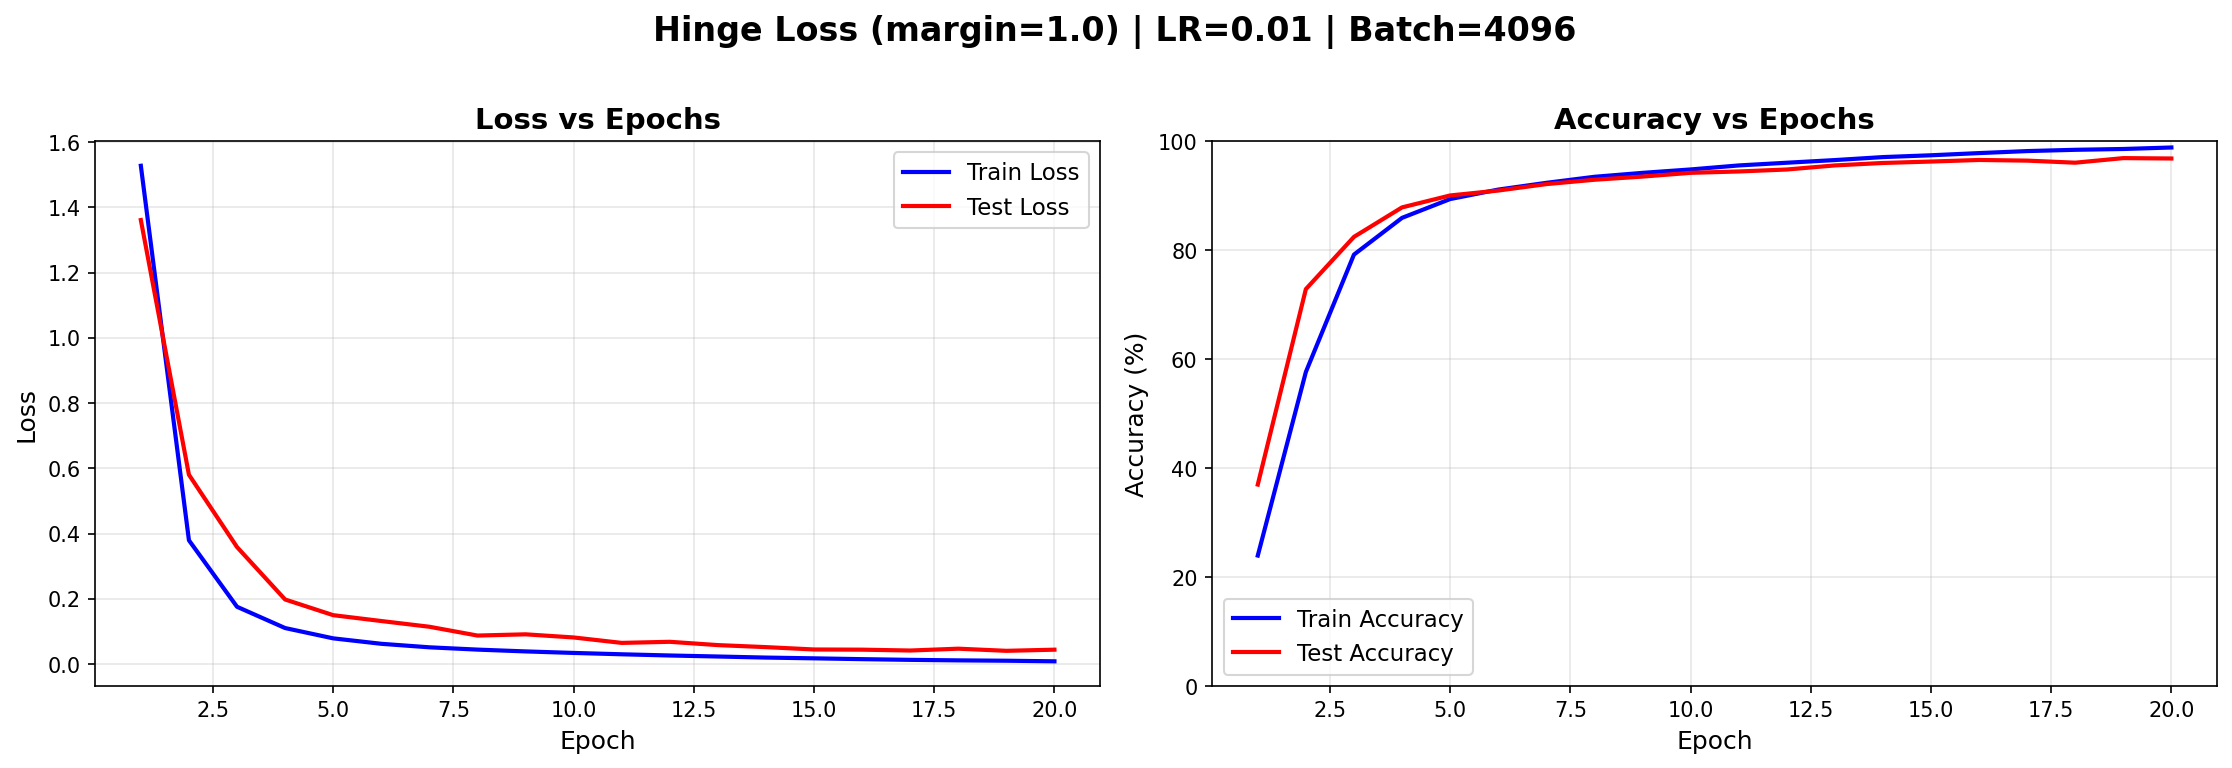 Hinge Loss (margin=1.0) | LR=0.01 | Batch=4096
Loss vs Epochs
1.6
1.4
1.2
1.0
0.8
0.6
0.4
0.2
0.0
Loss
Train Loss
Test Loss
2.5 5.0 7.5 10.0 12.5 15.0 17.5 20.0
Epoch
Accuracy vs Epochs
100
80
60
40
20
0
Accuracy (%)
Train Accuracy
Test Accuracy
2.5 5.0 7.5 10.0 12.5 15.0 17.5 20.0
Epoch